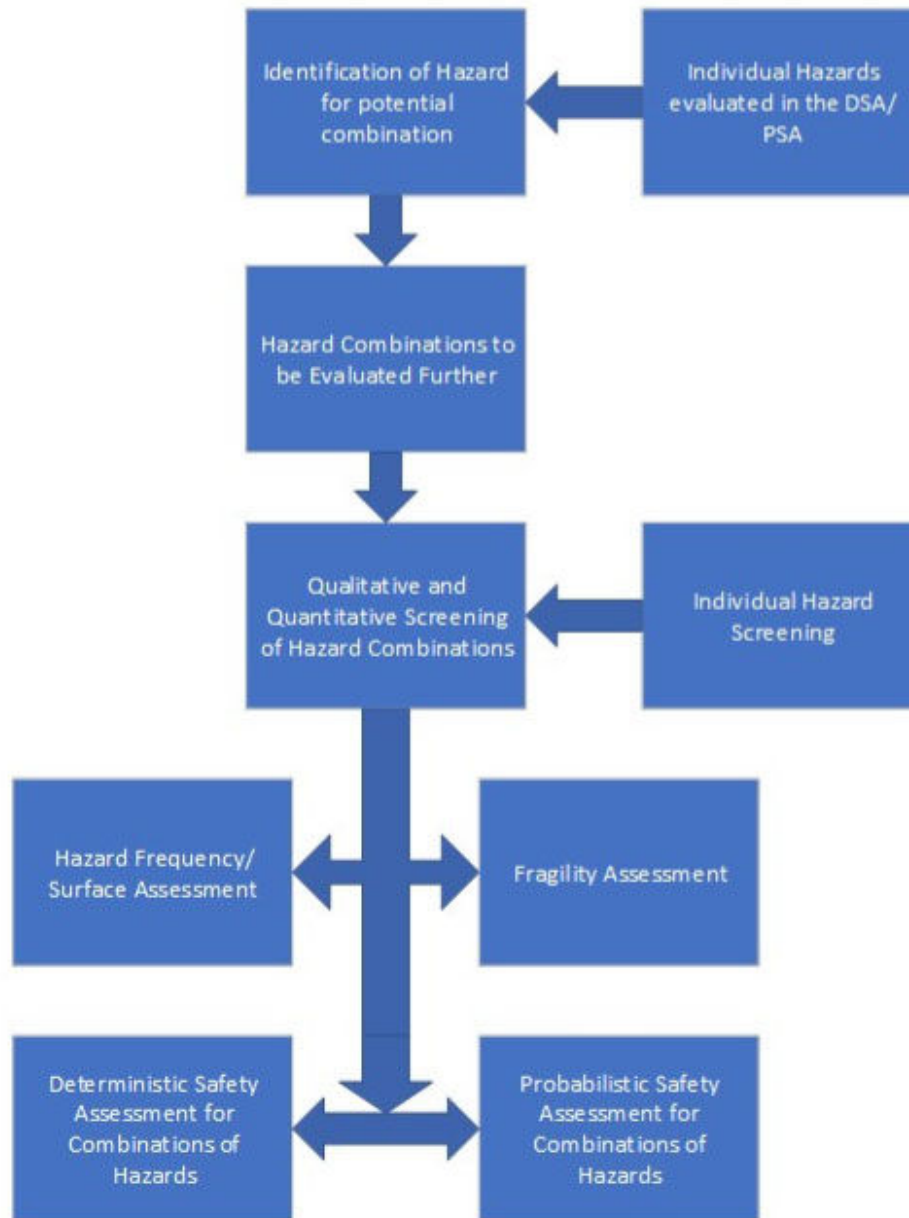 Identification of Hazard
for potential
combination
Individual Hazards
evaluated in the DSA/
PSA
Hazard Combinations to
be Evaluated Further
Qualitative and
Quantitative Screening
of Hazard Combinations
Individual Hazard
Screening
Hazard Frequency/
Surface Assessment
Fragility Assessment
Deterministic Safety
Assessment for
Combinations of
Hazards
Probabilistic Safety
Assessment for
Combinations of
Hazards